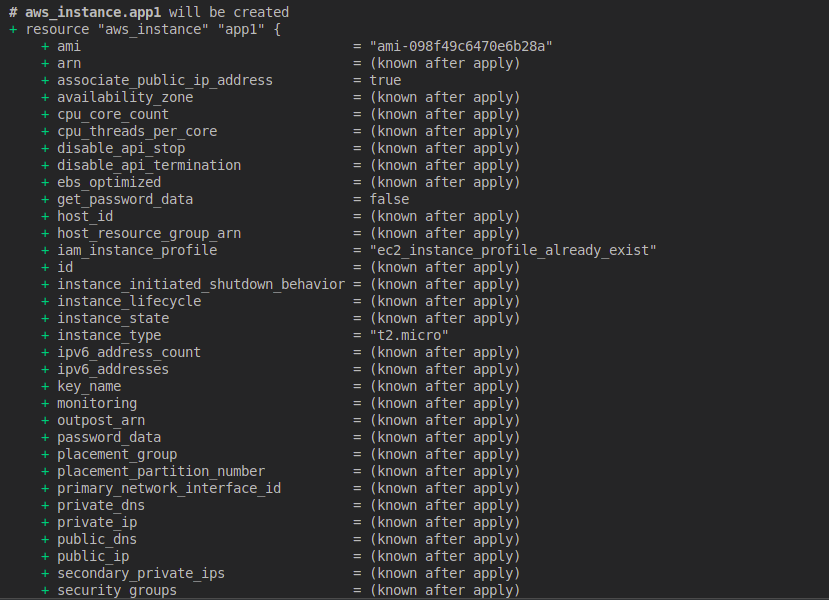 # aws_instance.app1 will be created
+ resource "aws_instance" "app1" {
+ ami = "ami-098f49c6470e6b28a"
+ arn = (known after apply)
+ associate_public_ip_address = true
+ availability_zone = (known after apply)
+ cpu_core_count = (known after apply)
+ cpu_threads_per_core = (known after apply)
+ disable_api_stop = (known after apply)
+ disable_api_termination = (known after apply)
+ ebs_optimized = (known after apply)
+ get_password_data = false
+ host_id = (known after apply)
+ host_resource_group_arn = (known after apply)
+ iam_instance_profile = "ec2_instance_profile_already_exist"
+ id = (known after apply)
+ instance_initiated_shutdown_behavior = (known after apply)
+ instance_lifecycle = (known after apply)
+ instance_state = (known after apply)
+ instance_type = "t2.micro"
+ ipv6_address_count = (known after apply)
+ ipv6_addresses = (known after apply)
+ key_name = (known after apply)
+ monitoring = (known after apply)
+ outpost_arn = (known after apply)
+ password_data = (known after apply)
+ placement_group = (known after apply)
+ placement_partition_number = (known after apply)
+ primary_network_interface_id = (known after apply)
+ private_dns = (known after apply)
+ private_ip = (known after apply)
+ public_dns = (known after apply)
+ public_ip = (known after apply)
+ secondary_private_ips = (known after apply)
+ security_groups = (known after apply)